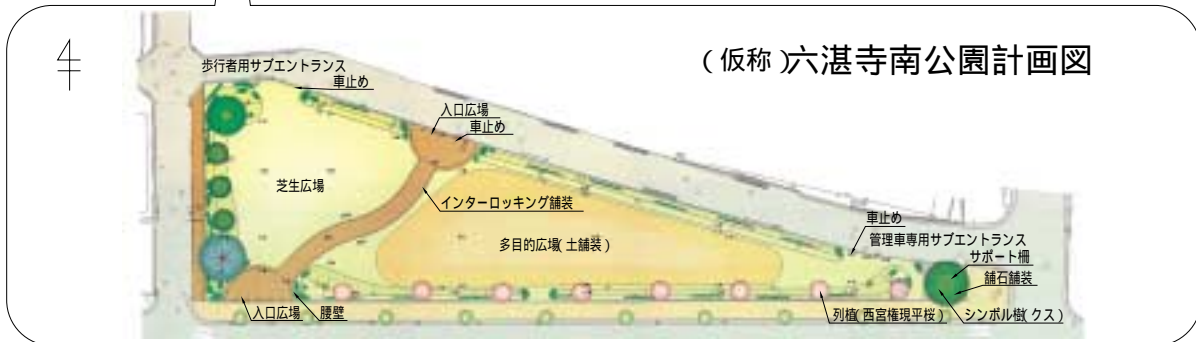 (仮称)六湛寺南公園計画図
歩行者用サブエントランス
車止め
入口広場
車止め
芝生広場
インターロッキング舗装
多目的広場(土舗装)
車止め
管理車専用サブエントランス
サポート柵
舗石舗装
入口広場
腰壁
列植(西宮権現平桜)
シンボル樹(クス)